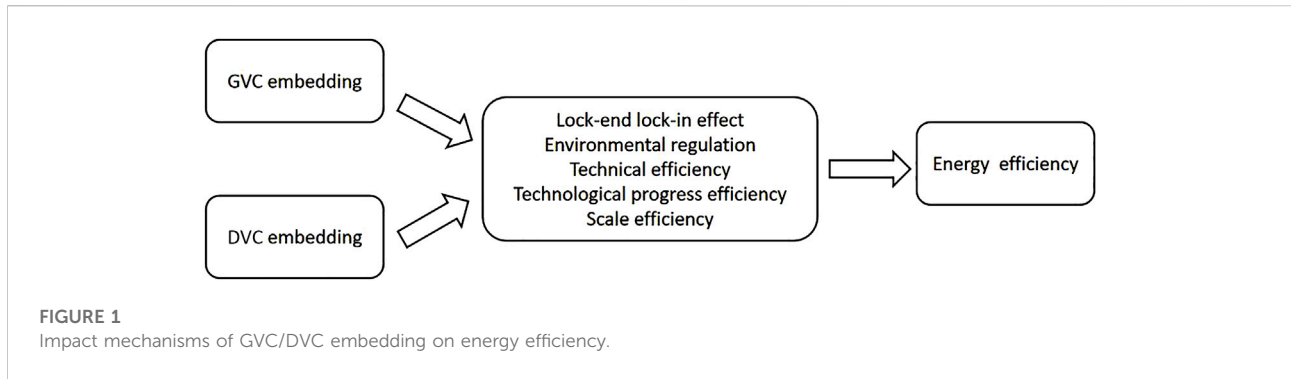 GVC embedding
DVC embedding
Lock-end lock-in effect
Environmental regulation
Technical efficiency
Technological progress efficiency
Scale efficiency
Energy efficiency
FIGURE 1
Impact mechanisms of GVC/DVC embedding on energy efficiency.